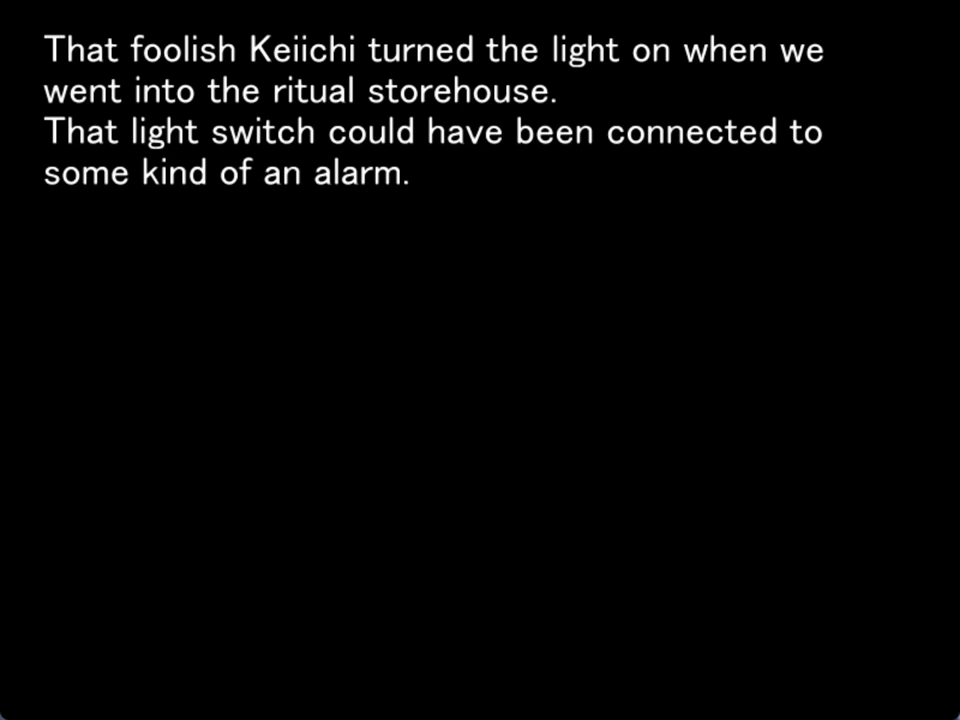 That foolish Keiichi turned the light on when we
went into the ritual storehouse.
That light switch could have been connected to
some kind of an alarm.